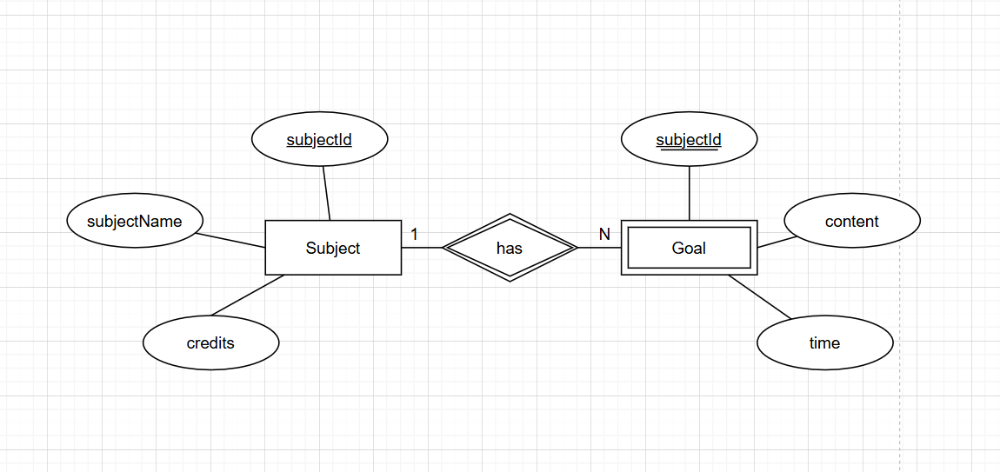 subjectId
subjectId
subjectName
content
Subject
1
has
N
Goal
credits
time